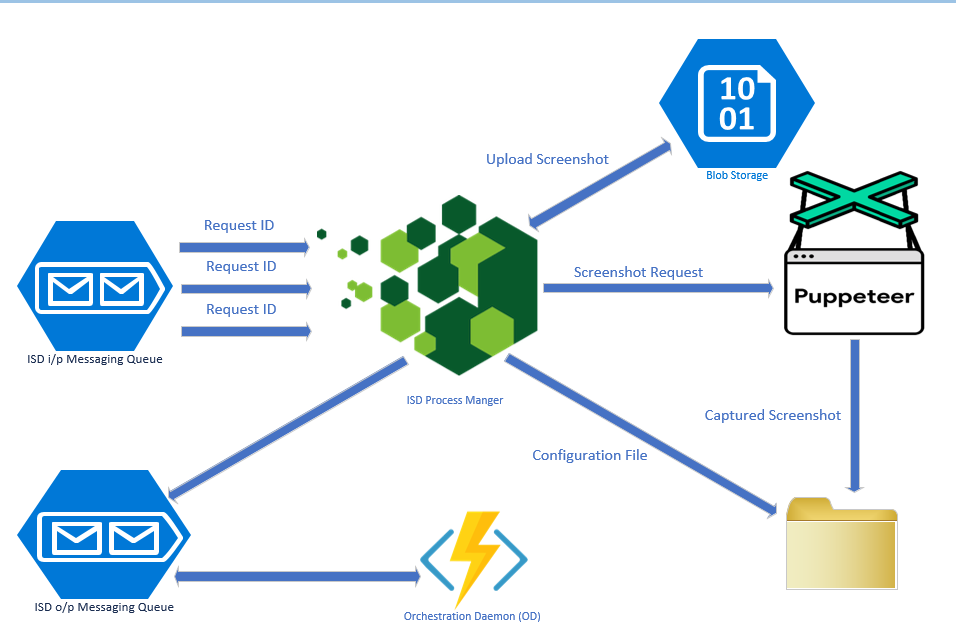 10
01
Blob Storage
Upload Screenshot
Request ID
Request ID
Request ID
Screenshot Request
Puppeteer
ISD i/p Messaging Queue
ISD Process Manger
Captured Screenshot
Configuration File
ISD o/p Messaging Queue
Orchestration Daemon (OD)